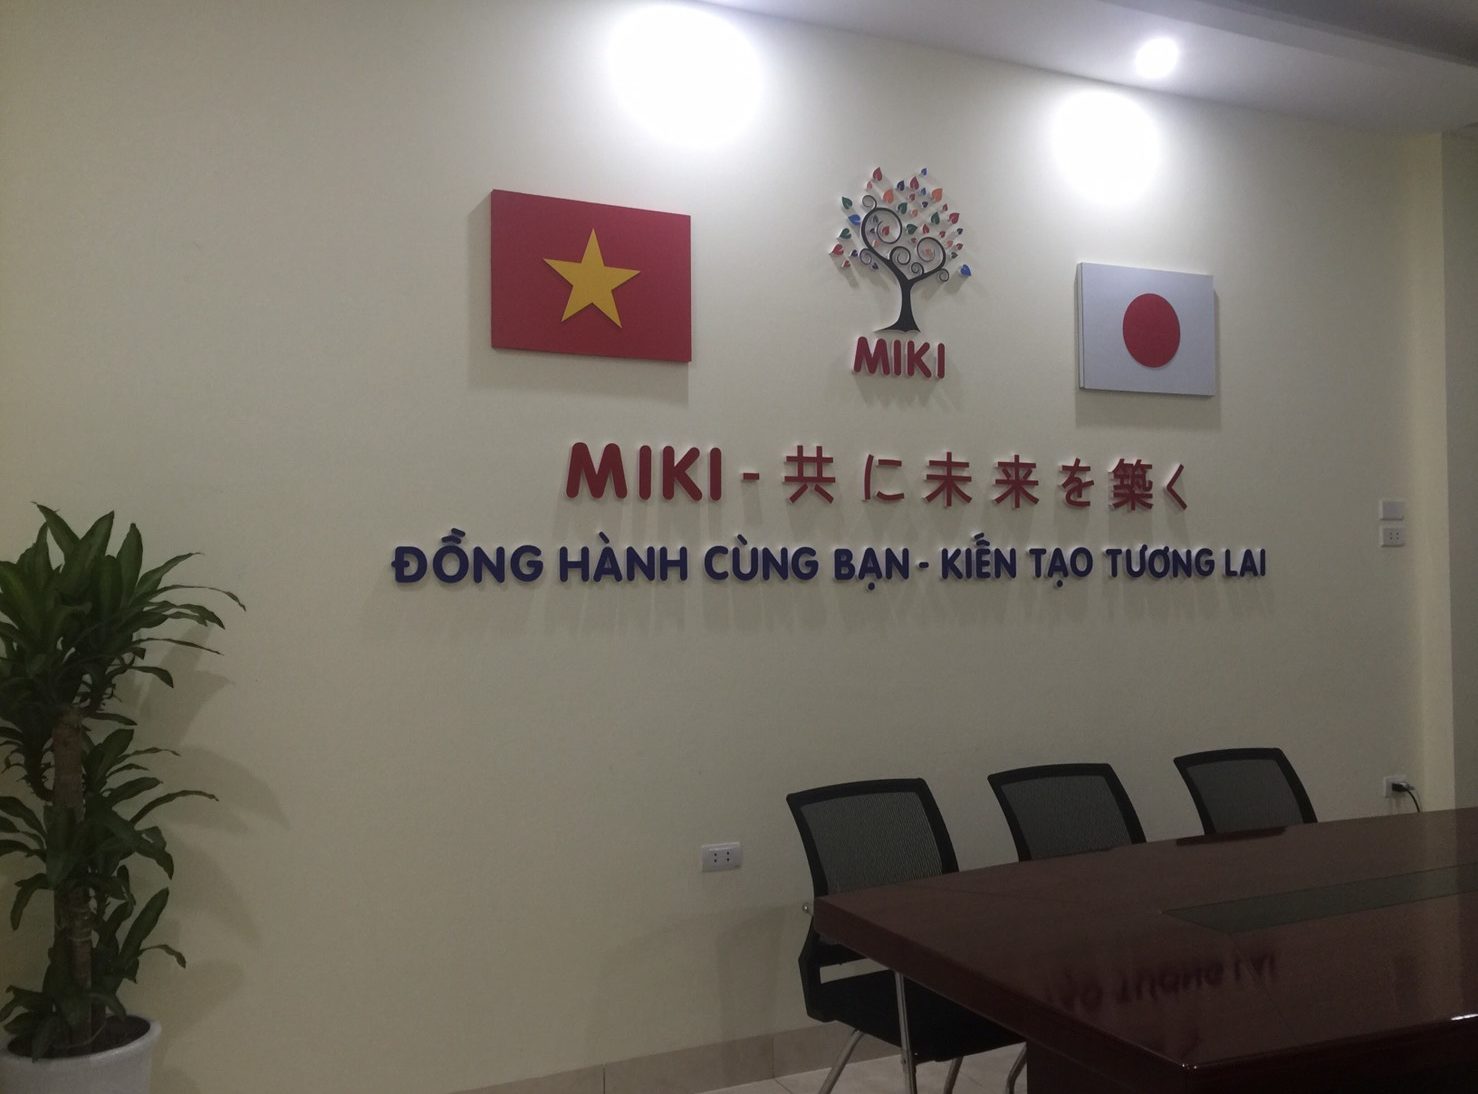 MIKI
MIKI - 共に未来を築く
ĐỒNG HÀNH CÙNG BẠN - KIẾN TẠO TƯƠNG LAI